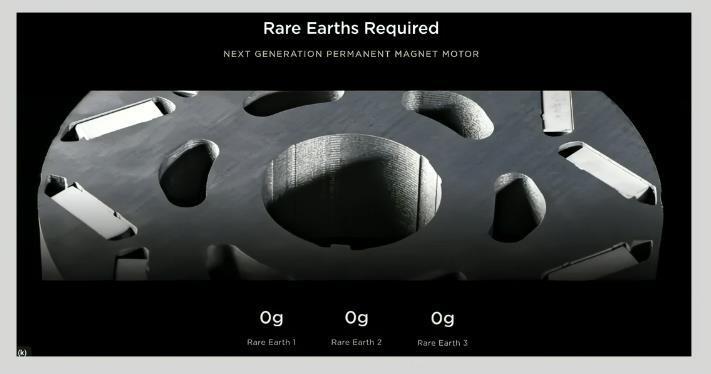 Rare Earths Required
NEXT GENERATION PERMANENT MAGNET MOTOR
0g 0g 0g
Rare Earth 1 Rare Earth 2 Rare Earth 3
(k)